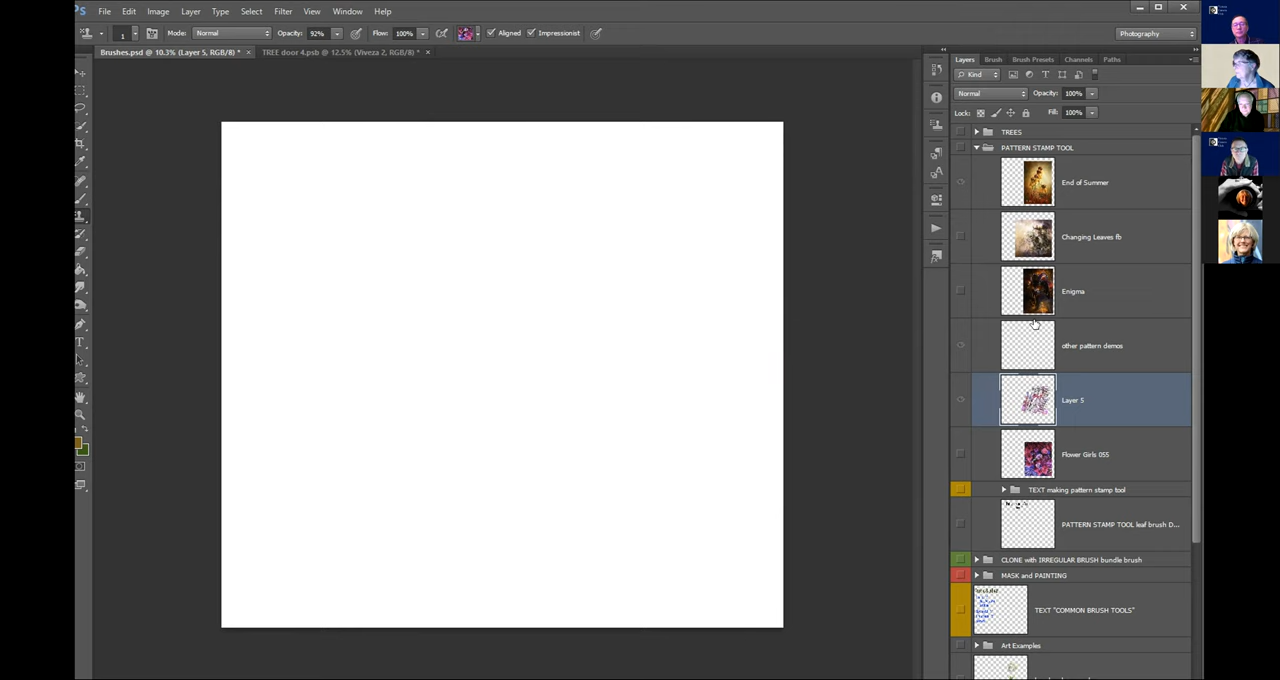 Ps File Edit Image Layer Type Select Filter View Window Help
1 Mode: Normal Opacity: 92% Flow: 100% Aligned Impressionist Photography
Brushes.psd @ 10.3% (Layer 5, RGB/8) * × TREE door 4.psb @ 12.5% (Viveza 2, RGB/8) * ×
Layers Brush Brush Presets Channels Paths
Kind
Normal Opacity: 100%
Lock: Fill: 100%
TREES
PATTERN STAMP TOOL
End of Summer
Changing Leaves fb
Enigma
other pattern demos
Layer 5
Flower Girls 055
TEXT making pattern stamp tool
PATTERN STAMP TOOL leaf brush D...
CLONE with IRREGULAR BRUSH bundle brush
MASK and PAINTING
TEXT "COMMON BRUSH TOOLS"
Art Examples